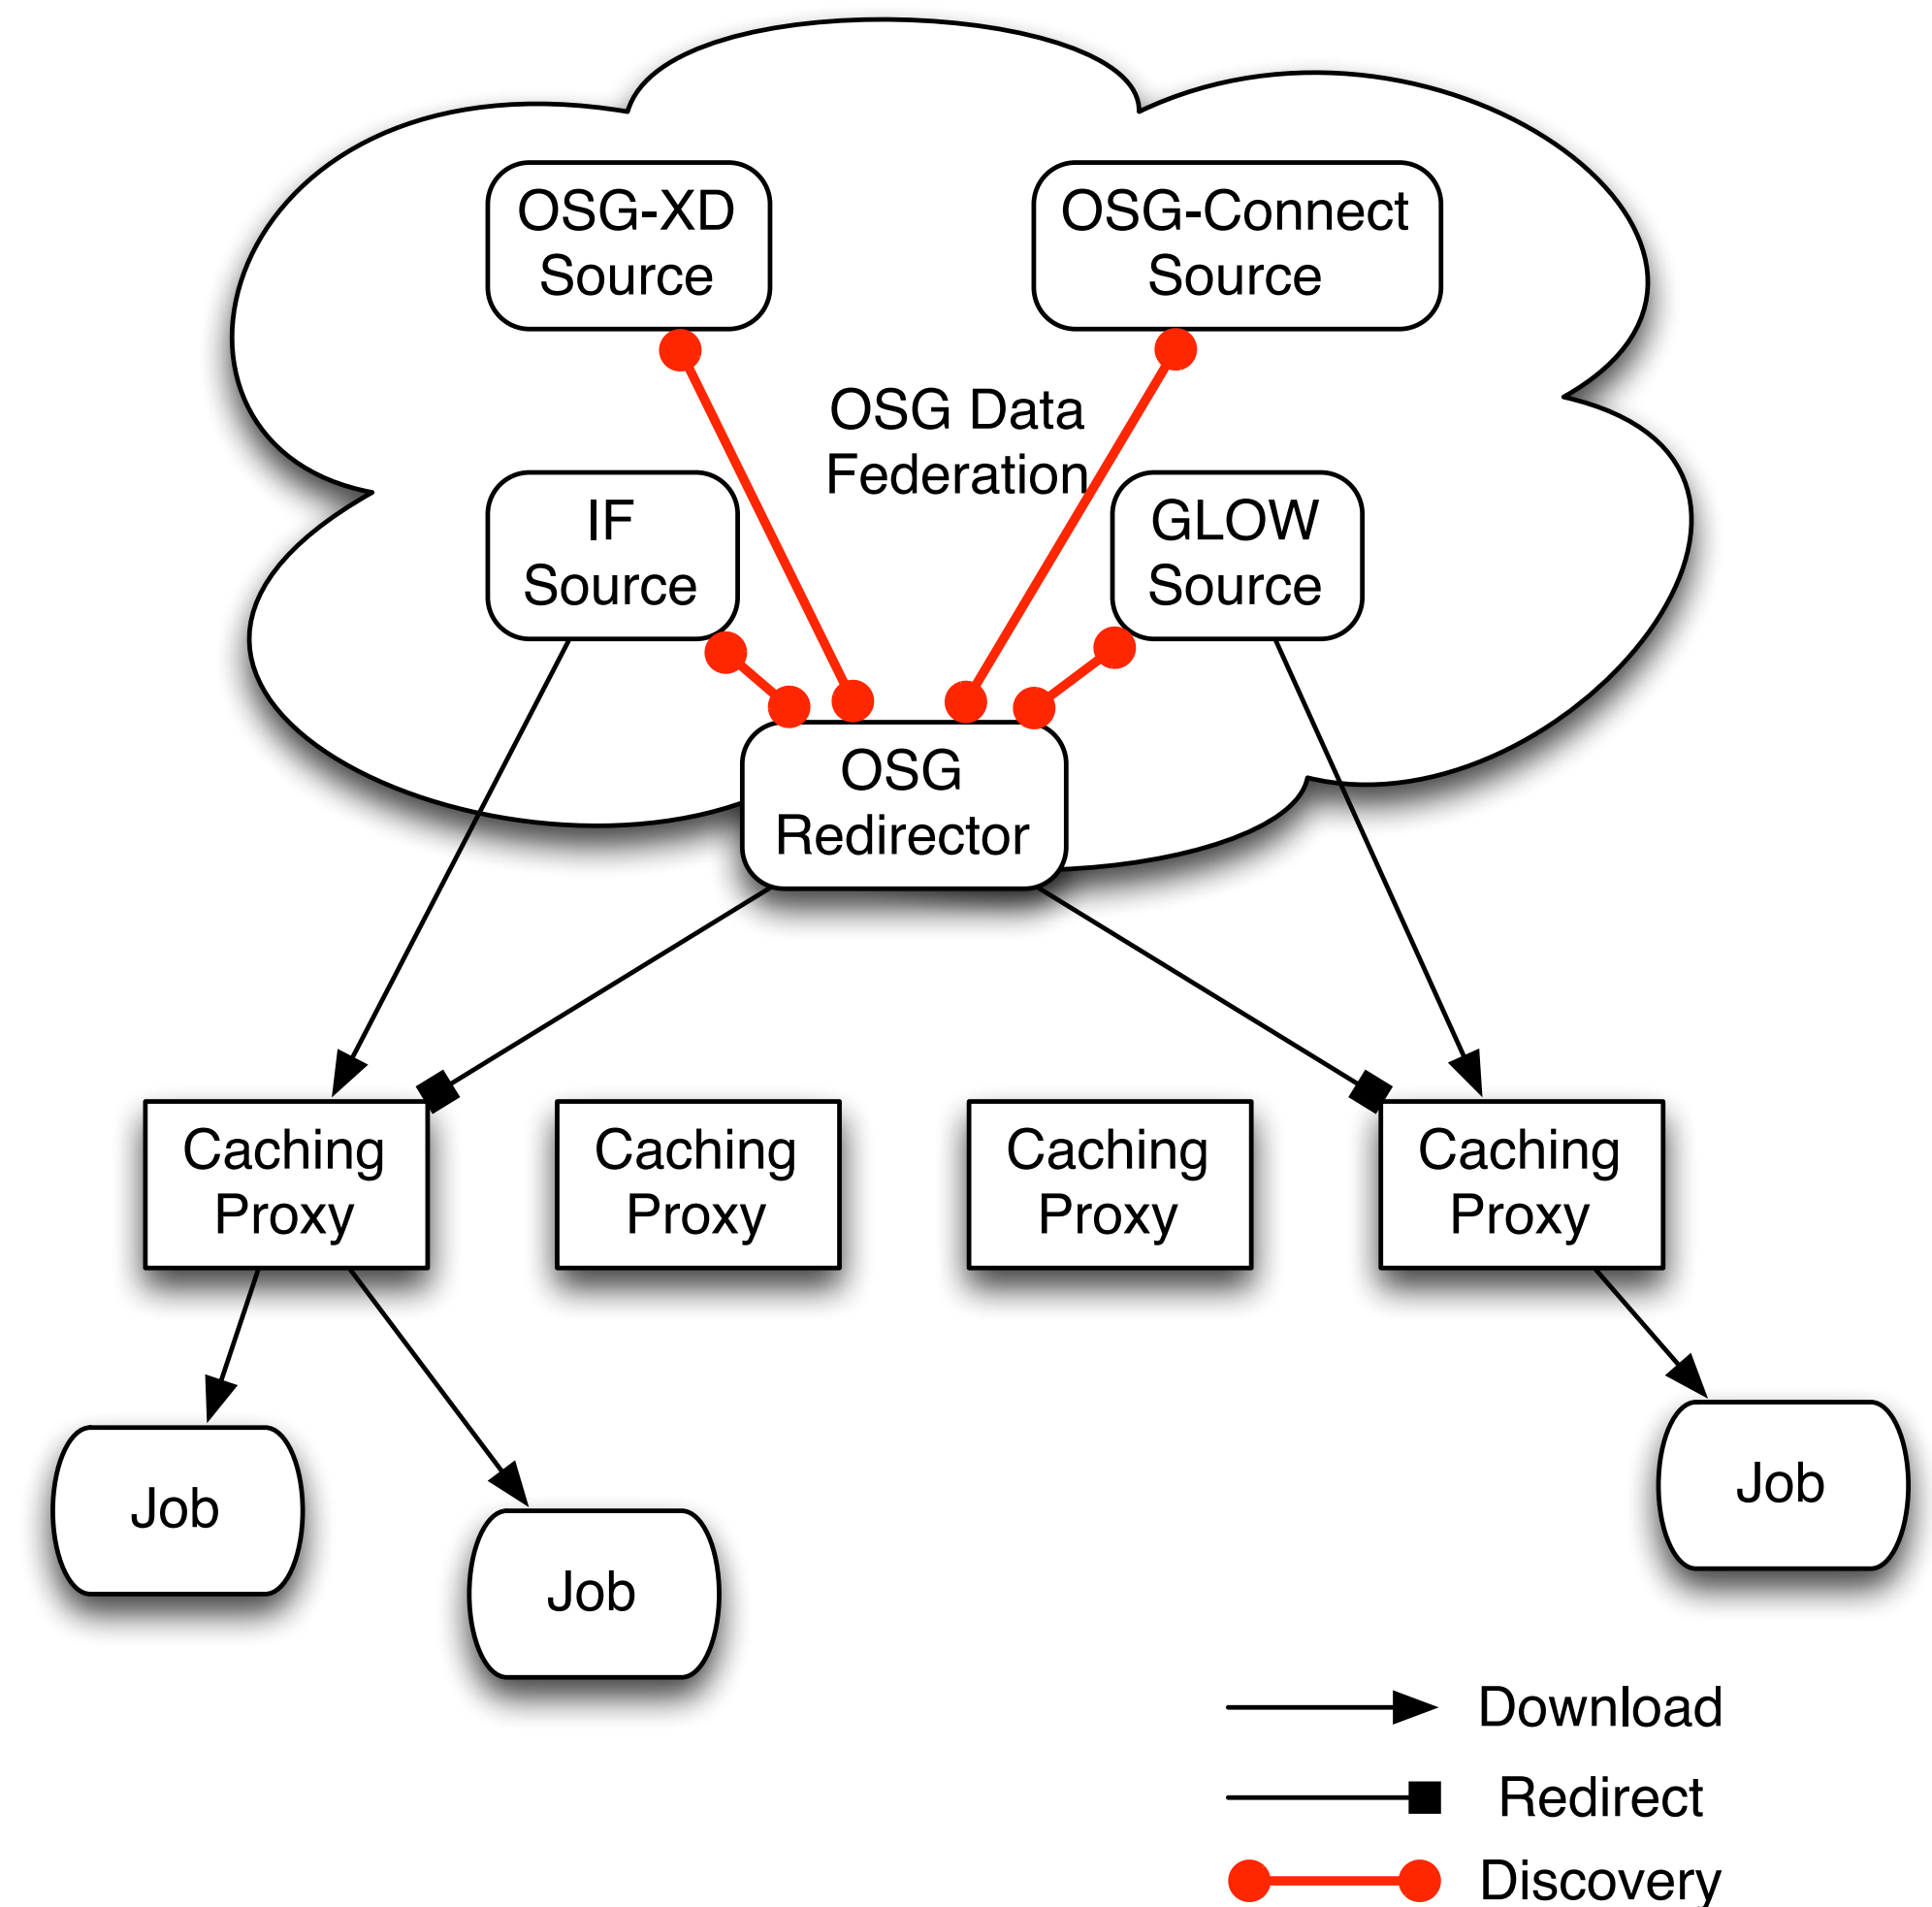 OSG-XD
Source
OSG-Connect
Source
OSG Data
Federation
IF
Source
GLOW
Source
OSG
Redirector
Caching
Proxy
Caching
Proxy
Caching
Proxy
Caching
Proxy
Job
Job
Job
Download
Redirect
Discovery